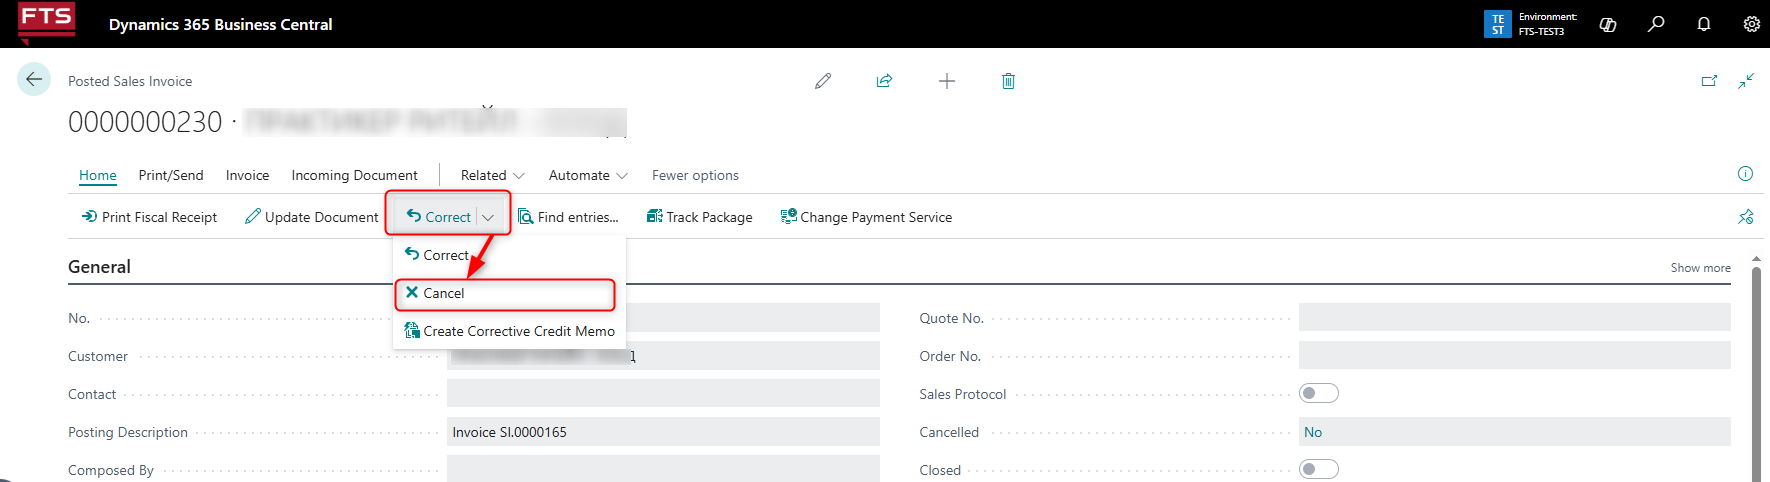 FTS Dynamics 365 Business Central TEST Environment: FTS-TEST3
Posted Sales Invoice
0000000230 ·
Home Print/Send Invoice Incoming Document Related Automate Fewer options
Print Fiscal Receipt Update Document Correct Find entries... Track Package Change Payment Service
Correct
Cancel
Create Corrective Credit Memo
General Show more
No. Quote No.
Customer Order No.
Contact Sales Protocol
Posting Description Invoice SI.0000165 Cancelled No
Composed By Closed